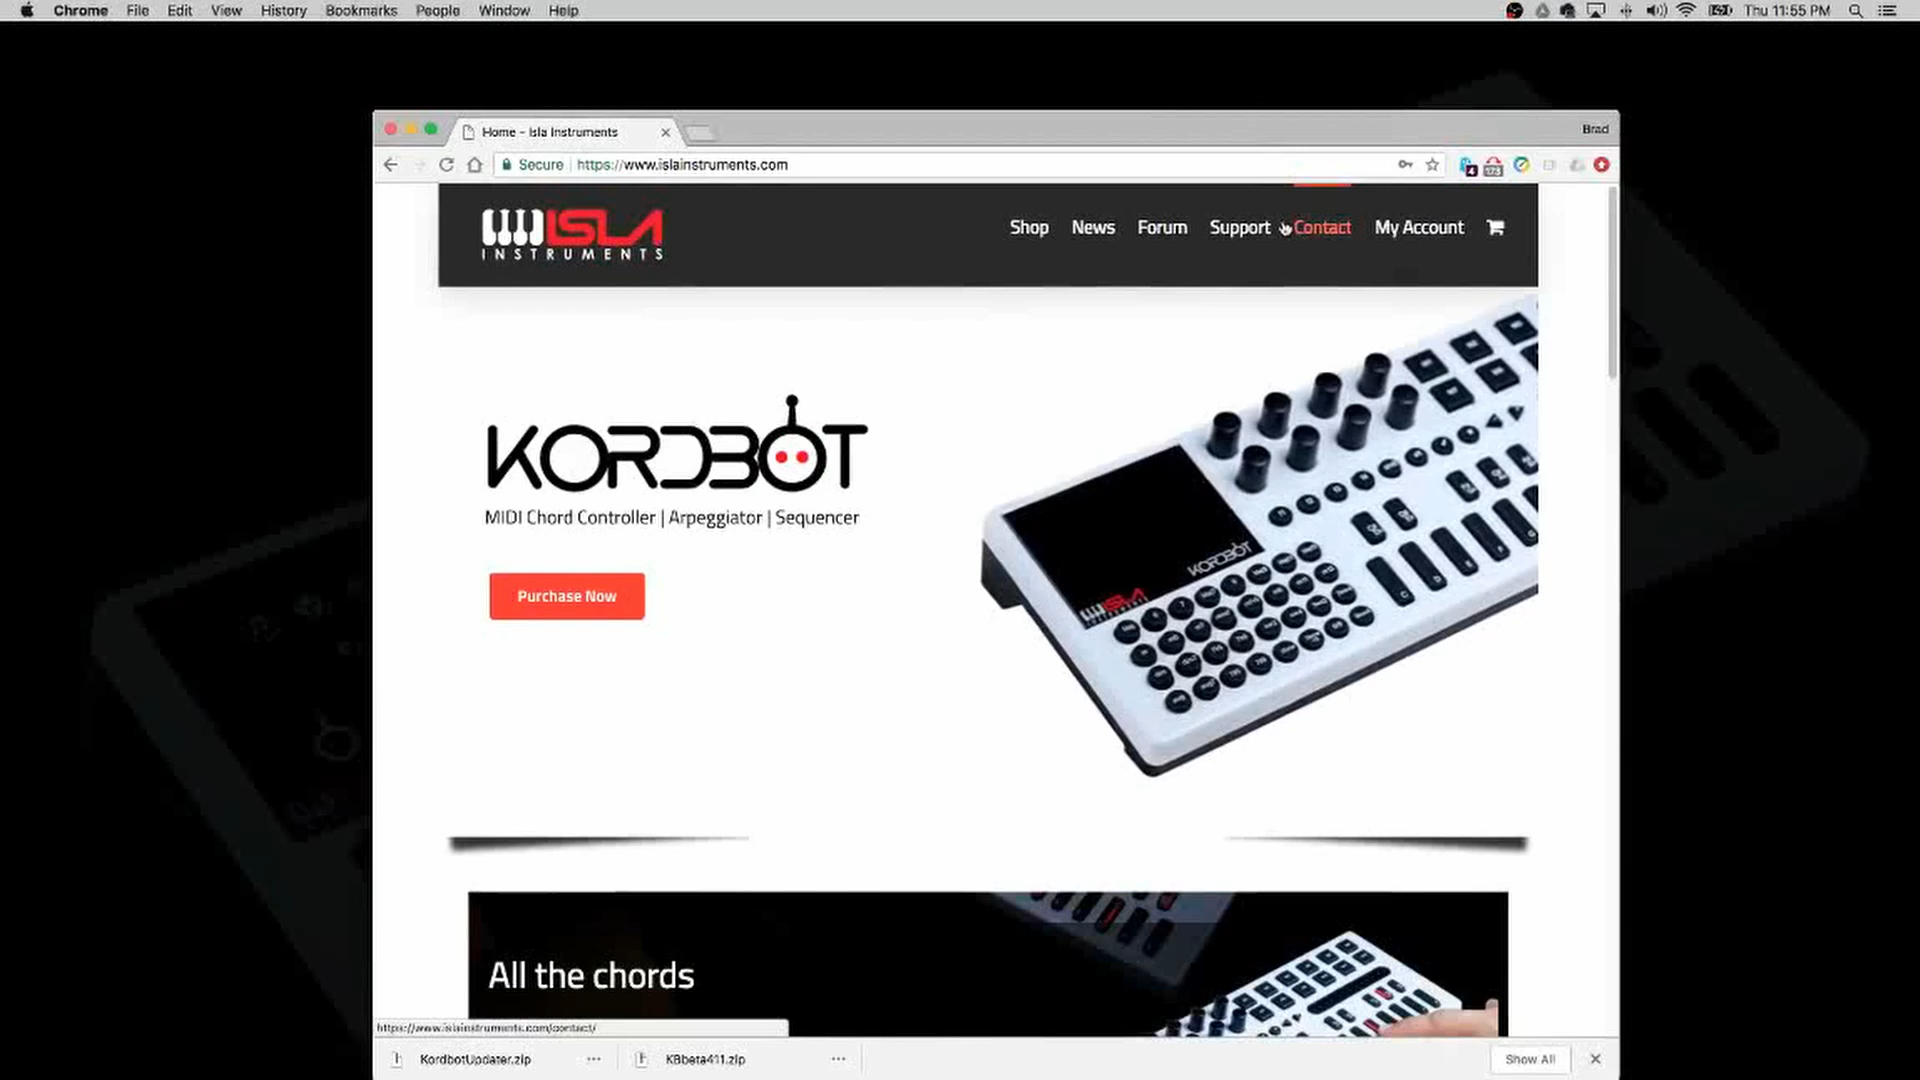 Chrome File Edit View History Bookmarks People Window Help Thu 11:55 PM
Home - Isla Instruments Brad
Secure https://www.islainstruments.com
ISLA
INSTRUMENTS
Shop News Forum Support Contact My Account
KORDBOT
MIDI Chord Controller | Arpeggiator | Sequencer
Purchase Now
KORDBOT
ISLA
All the chords
https://www.islainstruments.com/contact/
KordbotUpdater.zip KBbeta411.zip Show All